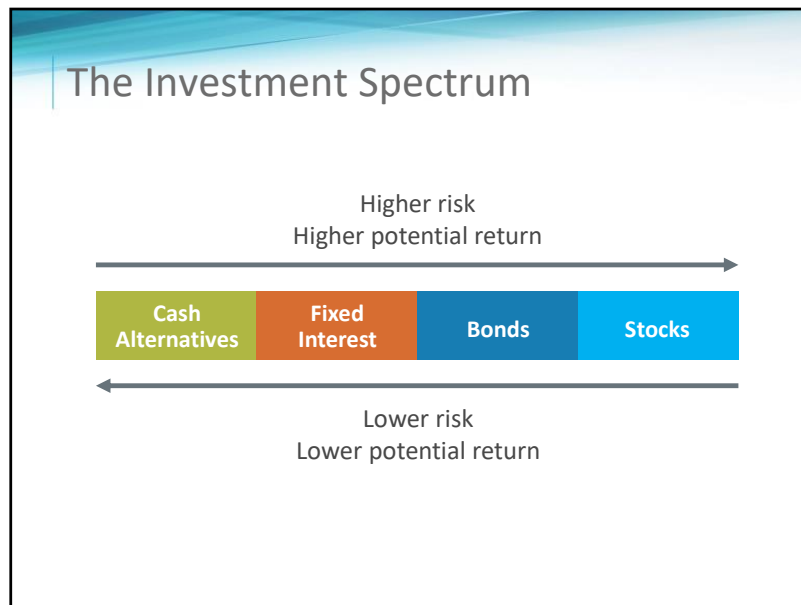 The Investment Spectrum
Higher risk
Higher potential return
Cash
Alternatives
Fixed
Interest
Bonds
Stocks
Lower risk
Lower potential return